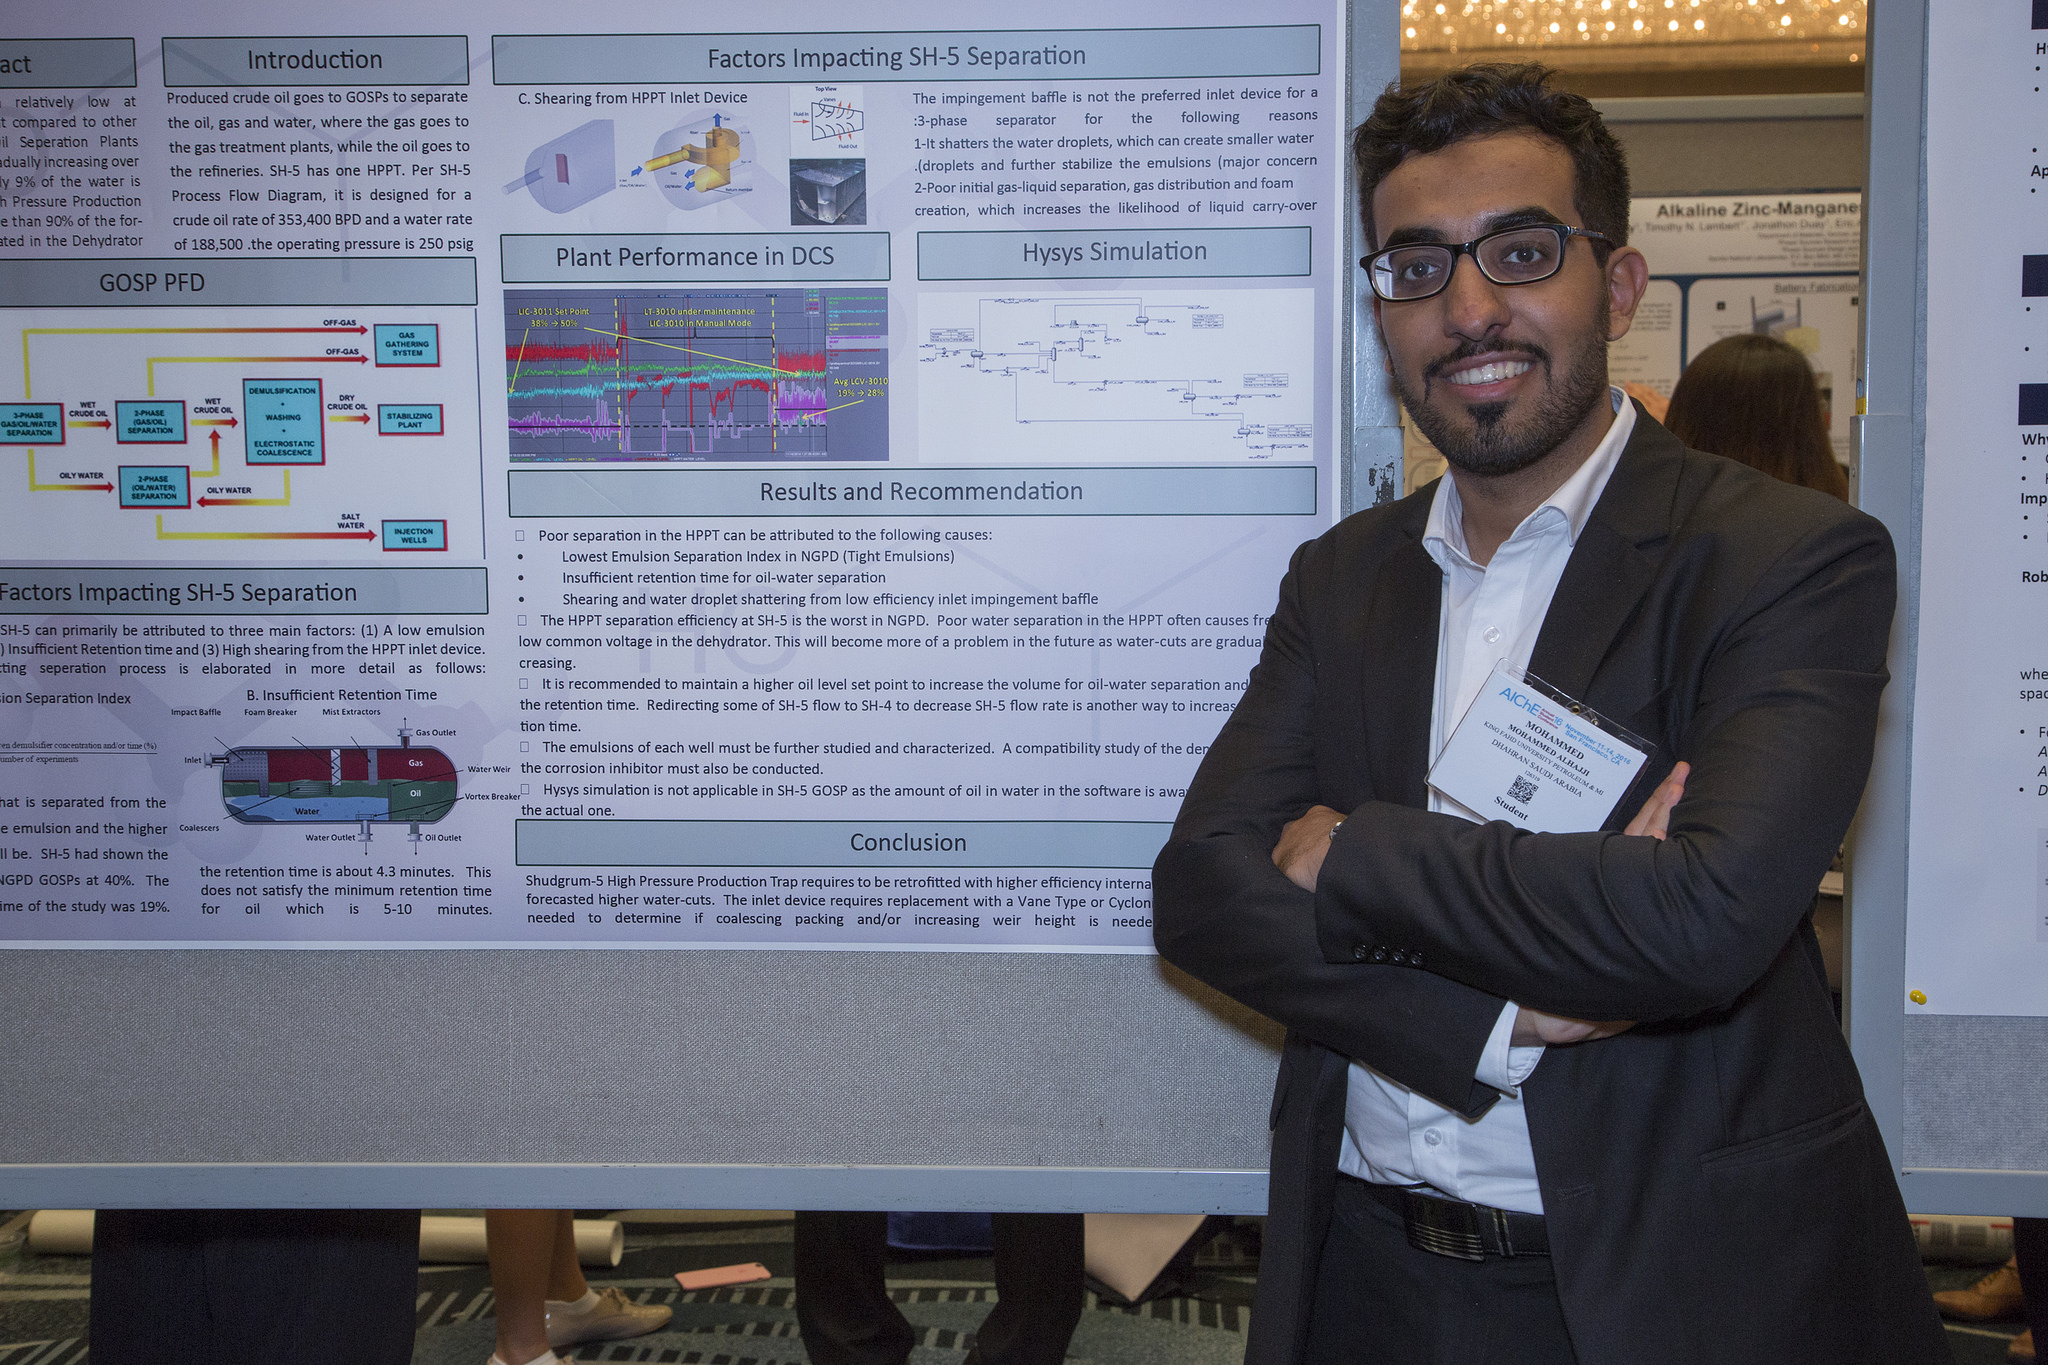 act
relatively low at
t compared to other
il Seperation Plants
adually increasing over
ly 9% of the water is
h Pressure Production
re than 90% of the for-
ated in the Dehydrator
Introduction
Produced crude oil goes to GOSPs to separate
the oil, gas and water, where the gas goes to
the gas treatment plants, while the oil goes to
the refineries. SH-5 has one HPPT. Per SH-5
Process Flow Diagram, it is designed for a
crude oil rate of 353,400 BPD and a water rate
of 188,500 .the operating pressure is 250 psig
GOSP PFD
OFF-GAS
OFF-GAS
GAS
GATHERING
SYSTEM
3-PHASE
GAS/OIL/WATER
SEPARATION
WET
CRUDE OIL
2-PHASE
(GAS/OIL)
SEPARATION
WET
CRUDE OIL
DEMULSIFICATION
+
WASHING
+
ELECTROSTATIC
COALESCENCE
DRY
CRUDE OIL
STABILIZING
PLANT
OILY WATER
2-PHASE
(OIL/WATER)
SEPARATION
OILY WATER
SALT
WATER
INJECTION
WELLS
Factors Impacting SH-5 Separation
SH-5 can primarily be attributed to three main factors: (1) A low emulsion
) Insufficient Retention time and (3) High shearing from the HPPT inlet device.
cting seperation process is elaborated in more detail as follows:
sion Separation Index
ven demulsifier concentration and/or time (%)
umber of experiments
hat is separated from the
e emulsion and the higher
ll be. SH-5 had shown the
NGPD GOSPs at 40%. The
ime of the study was 19%.
B. Insufficient Retention Time
Impact Baffle
Foam Breaker
Mist Extractors
Gas Outlet
Inlet
Gas
Water Weir
Oil
Vortex Breaker
Water
Coalescers
Water Outlet
Oil Outlet
the retention time is about 4.3 minutes. This
does not satisfy the minimum retention time
for oil which is 5-10 minutes.
Factors Impacting SH-5 Separation
C. Shearing from HPPT Inlet Device
Top View
Vanes
Fluid In
Fluid Out
The impingement baffle is not the preferred inlet device for a
:3-phase separator for the following reasons
1-It shatters the water droplets, which can create smaller water
.(droplets and further stabilize the emulsions (major concern
2-Poor initial gas-liquid separation, gas distribution and foam
creation, which increases the likelihood of liquid carry-over
Plant Performance in DCS
LIC-3011 Set Point
38% → 50%
LT-3010 under maintenance
LIC-3010 in Manual Mode
Avg LCV-3010
19% → 28%
Hysys Simulation
Results and Recommendation
Poor separation in the HPPT can be attributed to the following causes:
• Lowest Emulsion Separation Index in NGPD (Tight Emulsions)
• Insufficient retention time for oil-water separation
• Shearing and water droplet shattering from low efficiency inlet impingement baffle
The HPPT separation efficiency at SH-5 is the worst in NGPD. Poor water separation in the HPPT often causes fre
low common voltage in the dehydrator. This will become more of a problem in the future as water-cuts are gradual
creasing.
It is recommended to maintain a higher oil level set point to increase the volume for oil-water separation and
the retention time. Redirecting some of SH-5 flow to SH-4 to decrease SH-5 flow rate is another way to increas
tion time.
The emulsions of each well must be further studied and characterized. A compatibility study of the dem
the corrosion inhibitor must also be conducted.
Hysys simulation is not applicable in SH-5 GOSP as the amount of oil in water in the software is awa
the actual one.
Conclusion
Shudgrum-5 High Pressure Production Trap requires to be retrofitted with higher efficiency interna
forecasted higher water-cuts. The inlet device requires replacement with a Vane Type or Cyclon
needed to determine if coalescing packing and/or increasing weir height is neede
AIChE
16
November 11-14, 2016
San Francisco, CA
MOHAMMED
MOHAMMED ALHAJJI
KING FAHD UNIVERSITY PETROLEUM & MI
DHAHRAN SAUDI ARABIA
Student
Alkaline Zinc-Mangane
Timothy N. Lambert
Jonathon Duay
Battery Fabrication
H
Ap
Why
Imp
Rob
whe
spac